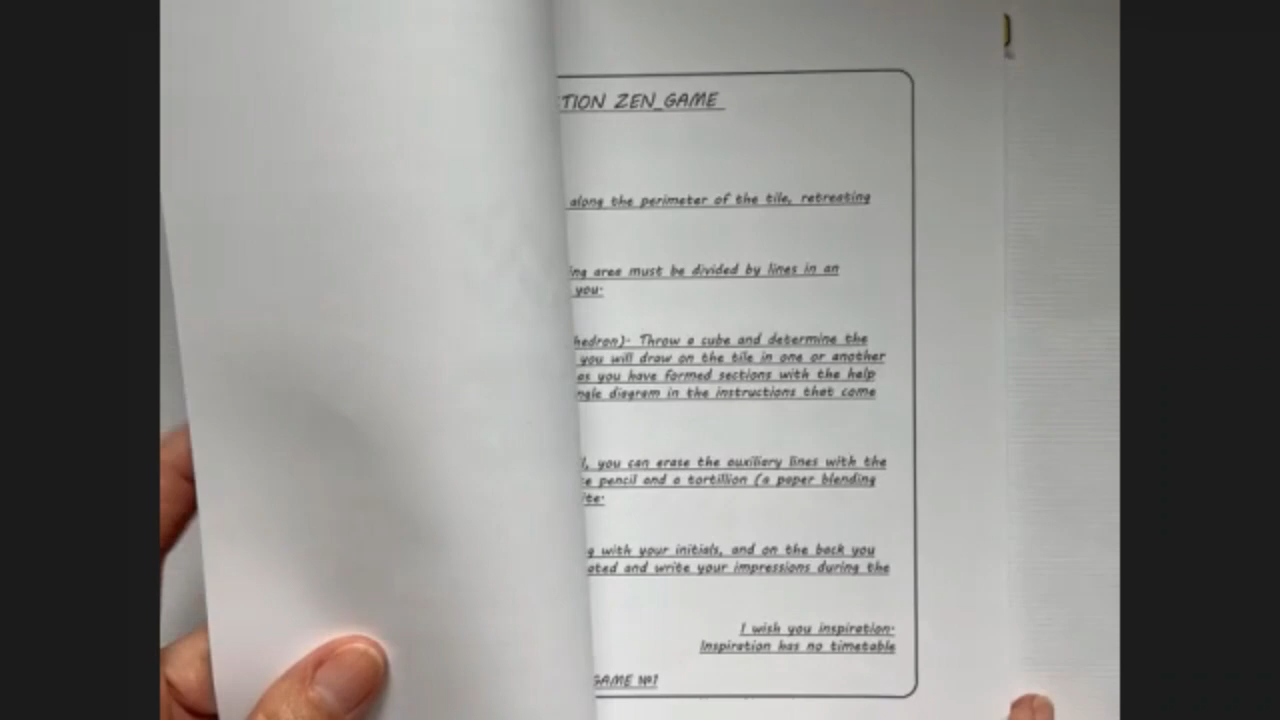 TION ZEN_GAME
along the perimeter of the tile, retreating
ing area must be divided by lines in an
you.
hedron). Throw a cube and determine the
you will draw on the tile in one or another
as you have formed sections with the help
ngle diagram in the instructions that come
l, you can erase the auxiliary lines with the
e pencil and a tortillion (a paper blending
ite.
g with your initials, and on the back you
oted and write your impressions during the
I wish you inspiration.
Inspiration has no timetable
GAME №1